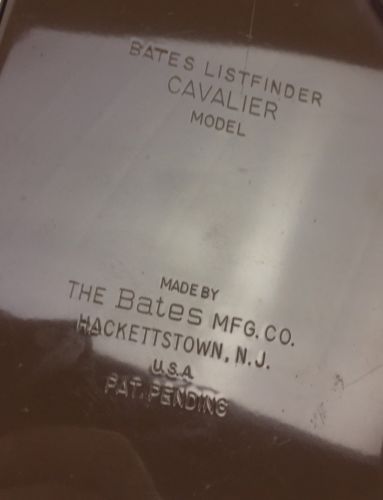 BATES LISTFINDER
CAVALIER
MODEL
MADE BY
THE Bates MFG. CO.
HACKETTSTOWN, N.J.
U.S.A
PAT. PENDING